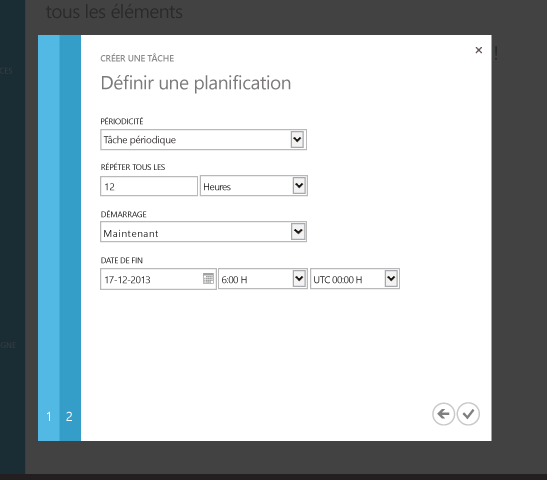 tous les éléments
CRÉER UNE TÂCHE
Définir une planification
PÉRIODICITÉ
Tâche périodique
RÉPÉTER TOUS LES
12 Heures
DÉMARRAGE
Maintenant
DATE DE FIN
17-12-2013 6:00 H UTC 00:00 H
1 2